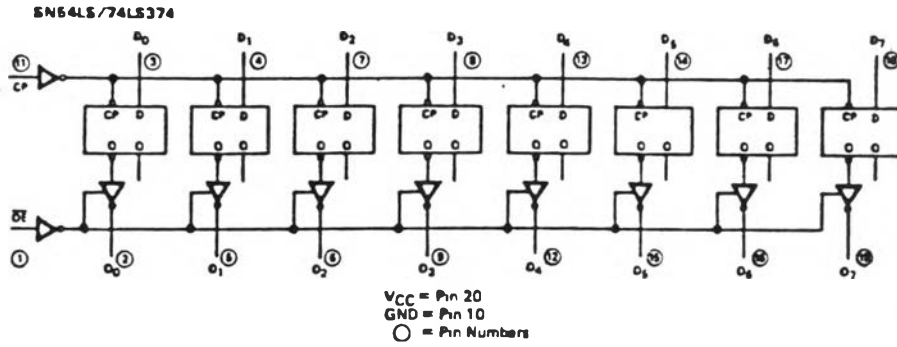 SN54LS/74LS374
D0 D1 D2 D3 D4 D5 D6 D7
11 3 4 7 8 13 14 17 18
CP
CP D CP D CP D CP D CP D CP D CP D CP D
Q Q Q Q Q Q Q Q Q Q Q Q Q Q Q Q
OE
1 2 5 6 9 12 15 16 19
O0 O1 O2 O3 O4 O5 O6 O7
VCC = Pin 20
GND = Pin 10
○ = Pin Numbers